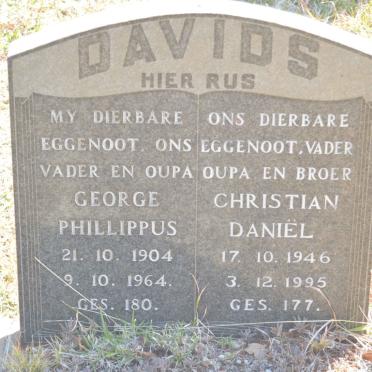 DAVIDS
HIER RUS
MY DIERBARE
EGGENOOT, ONS
VADER EN OUPA
GEORGE
PHILLIPPUS
21. 10. 1904
9. 10. 1964.
GES. 180.
ONS DIERBARE
EGGENOOT, VADER
OUPA EN BROER
CHRISTIAN
DANIËL
17. 10. 1946
3. 12. 1995
GES. 177.